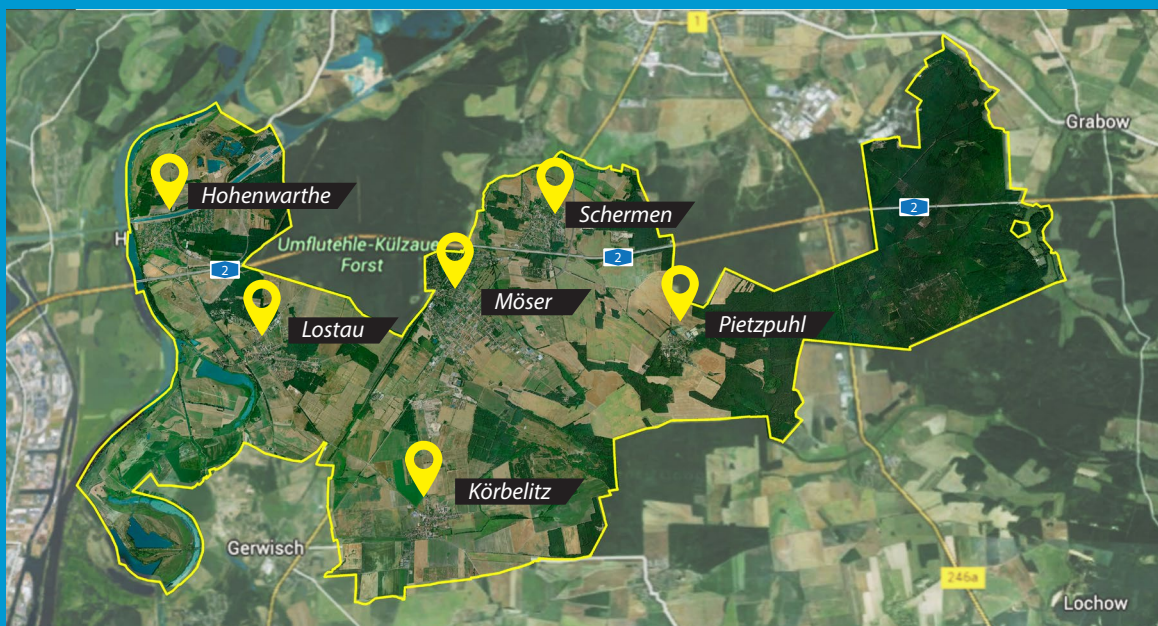 1
Grabow
Hohenwarthe
Schermen
2
H
Umflutehle-Külzauer
Forst
2
2
Möser
Lostau
Pietzpuhl
Körbelitz
Gerwisch
246a
Lochow